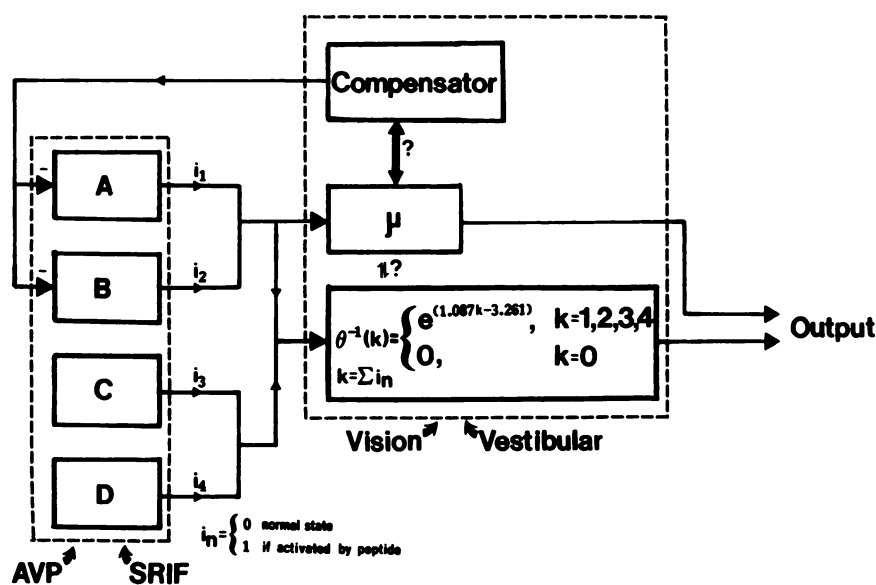 Compensator
?
- A i₁
μ
- B i₂
⇅?
θ⁻¹(k)={ e^(1.087k-3.261), k=1,2,3,4
0, k=0
k=Σiₙ
Output
C i₃
D i₄
Vision Vestibular
iₙ={ 0 normal state
1 if activated by peptide
AVP SRIF